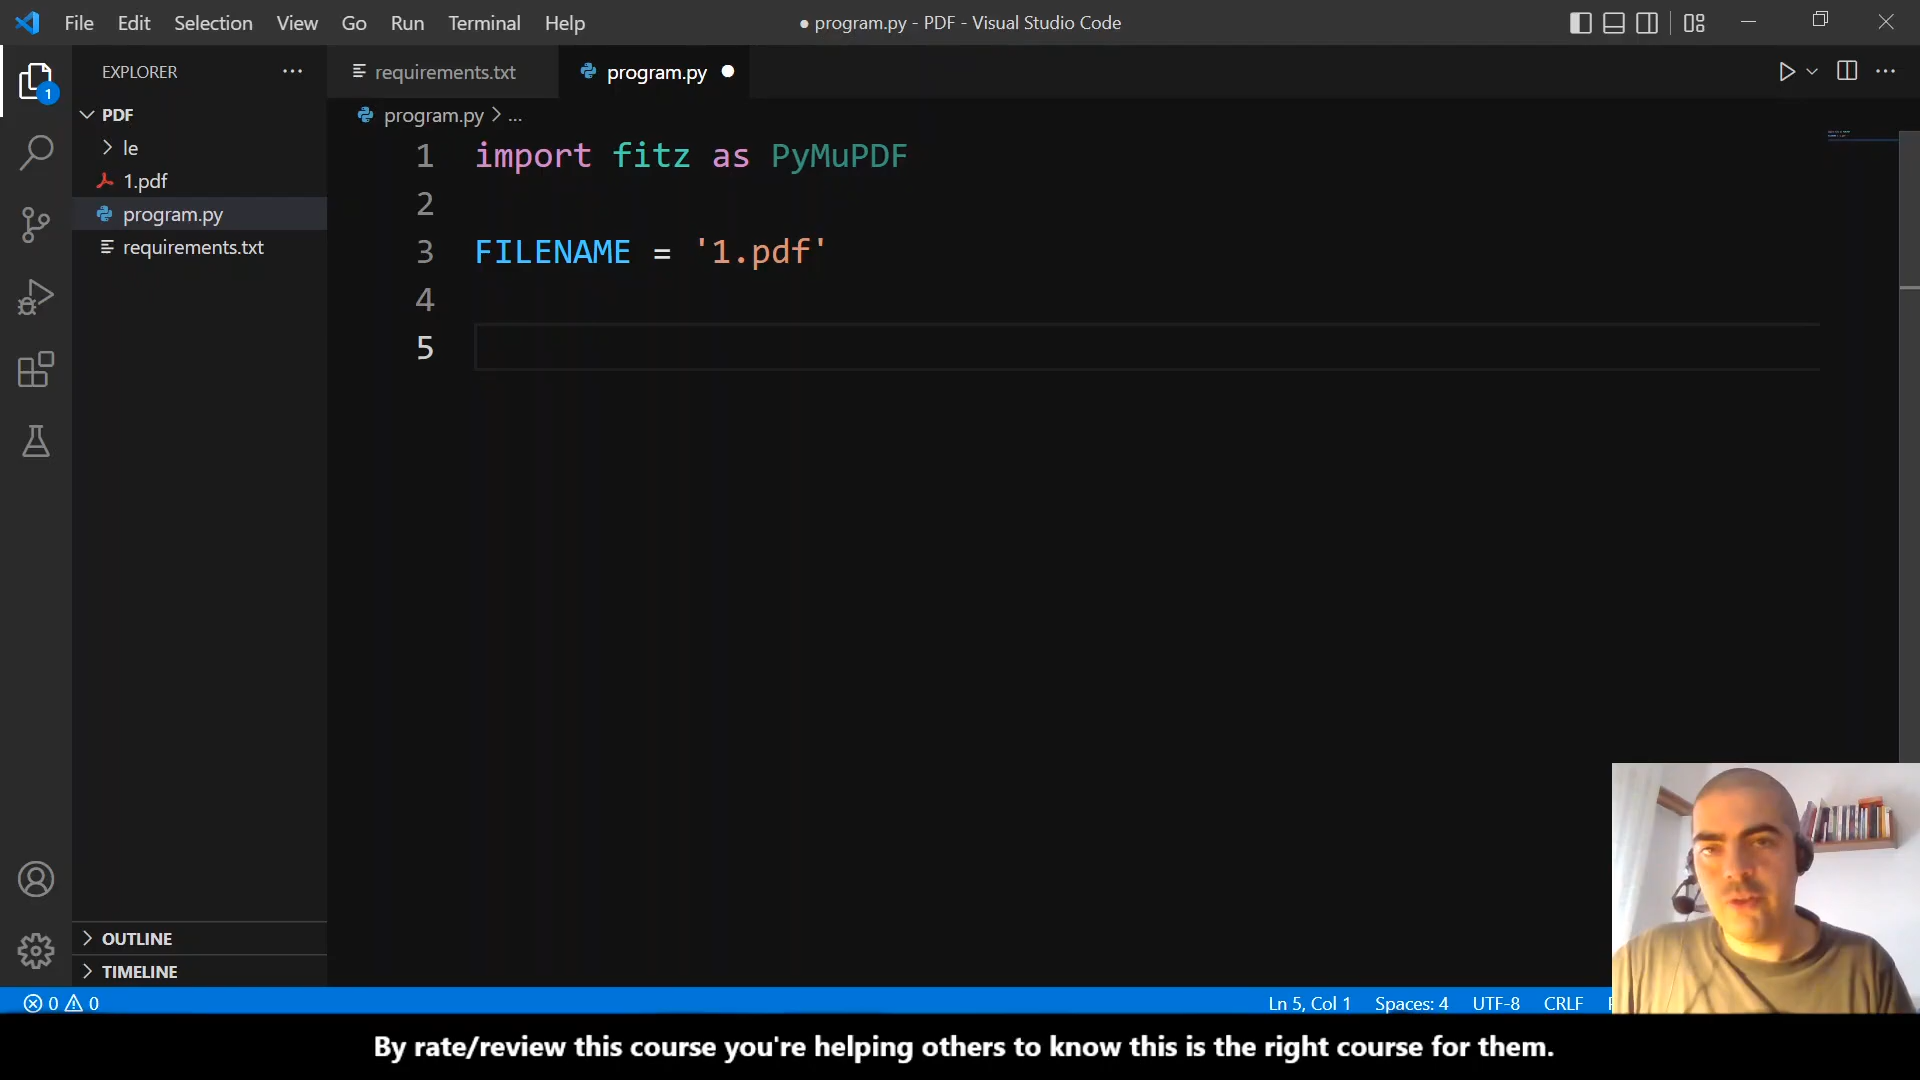 File Edit Selection View Go Run Terminal Help
● program.py - PDF - Visual Studio Code
EXPLORER
requirements.txt
program.py
1
PDF
program.py > ...
le
1.pdf
program.py
requirements.txt
1 import fitz as PyMuPDF
2
3 FILENAME = '1.pdf'
4
5
OUTLINE
TIMELINE
0 0
Ln 5, Col 1 Spaces: 4 UTF-8 CRLF
By rate/review this course you're helping others to know this is the right course for them.